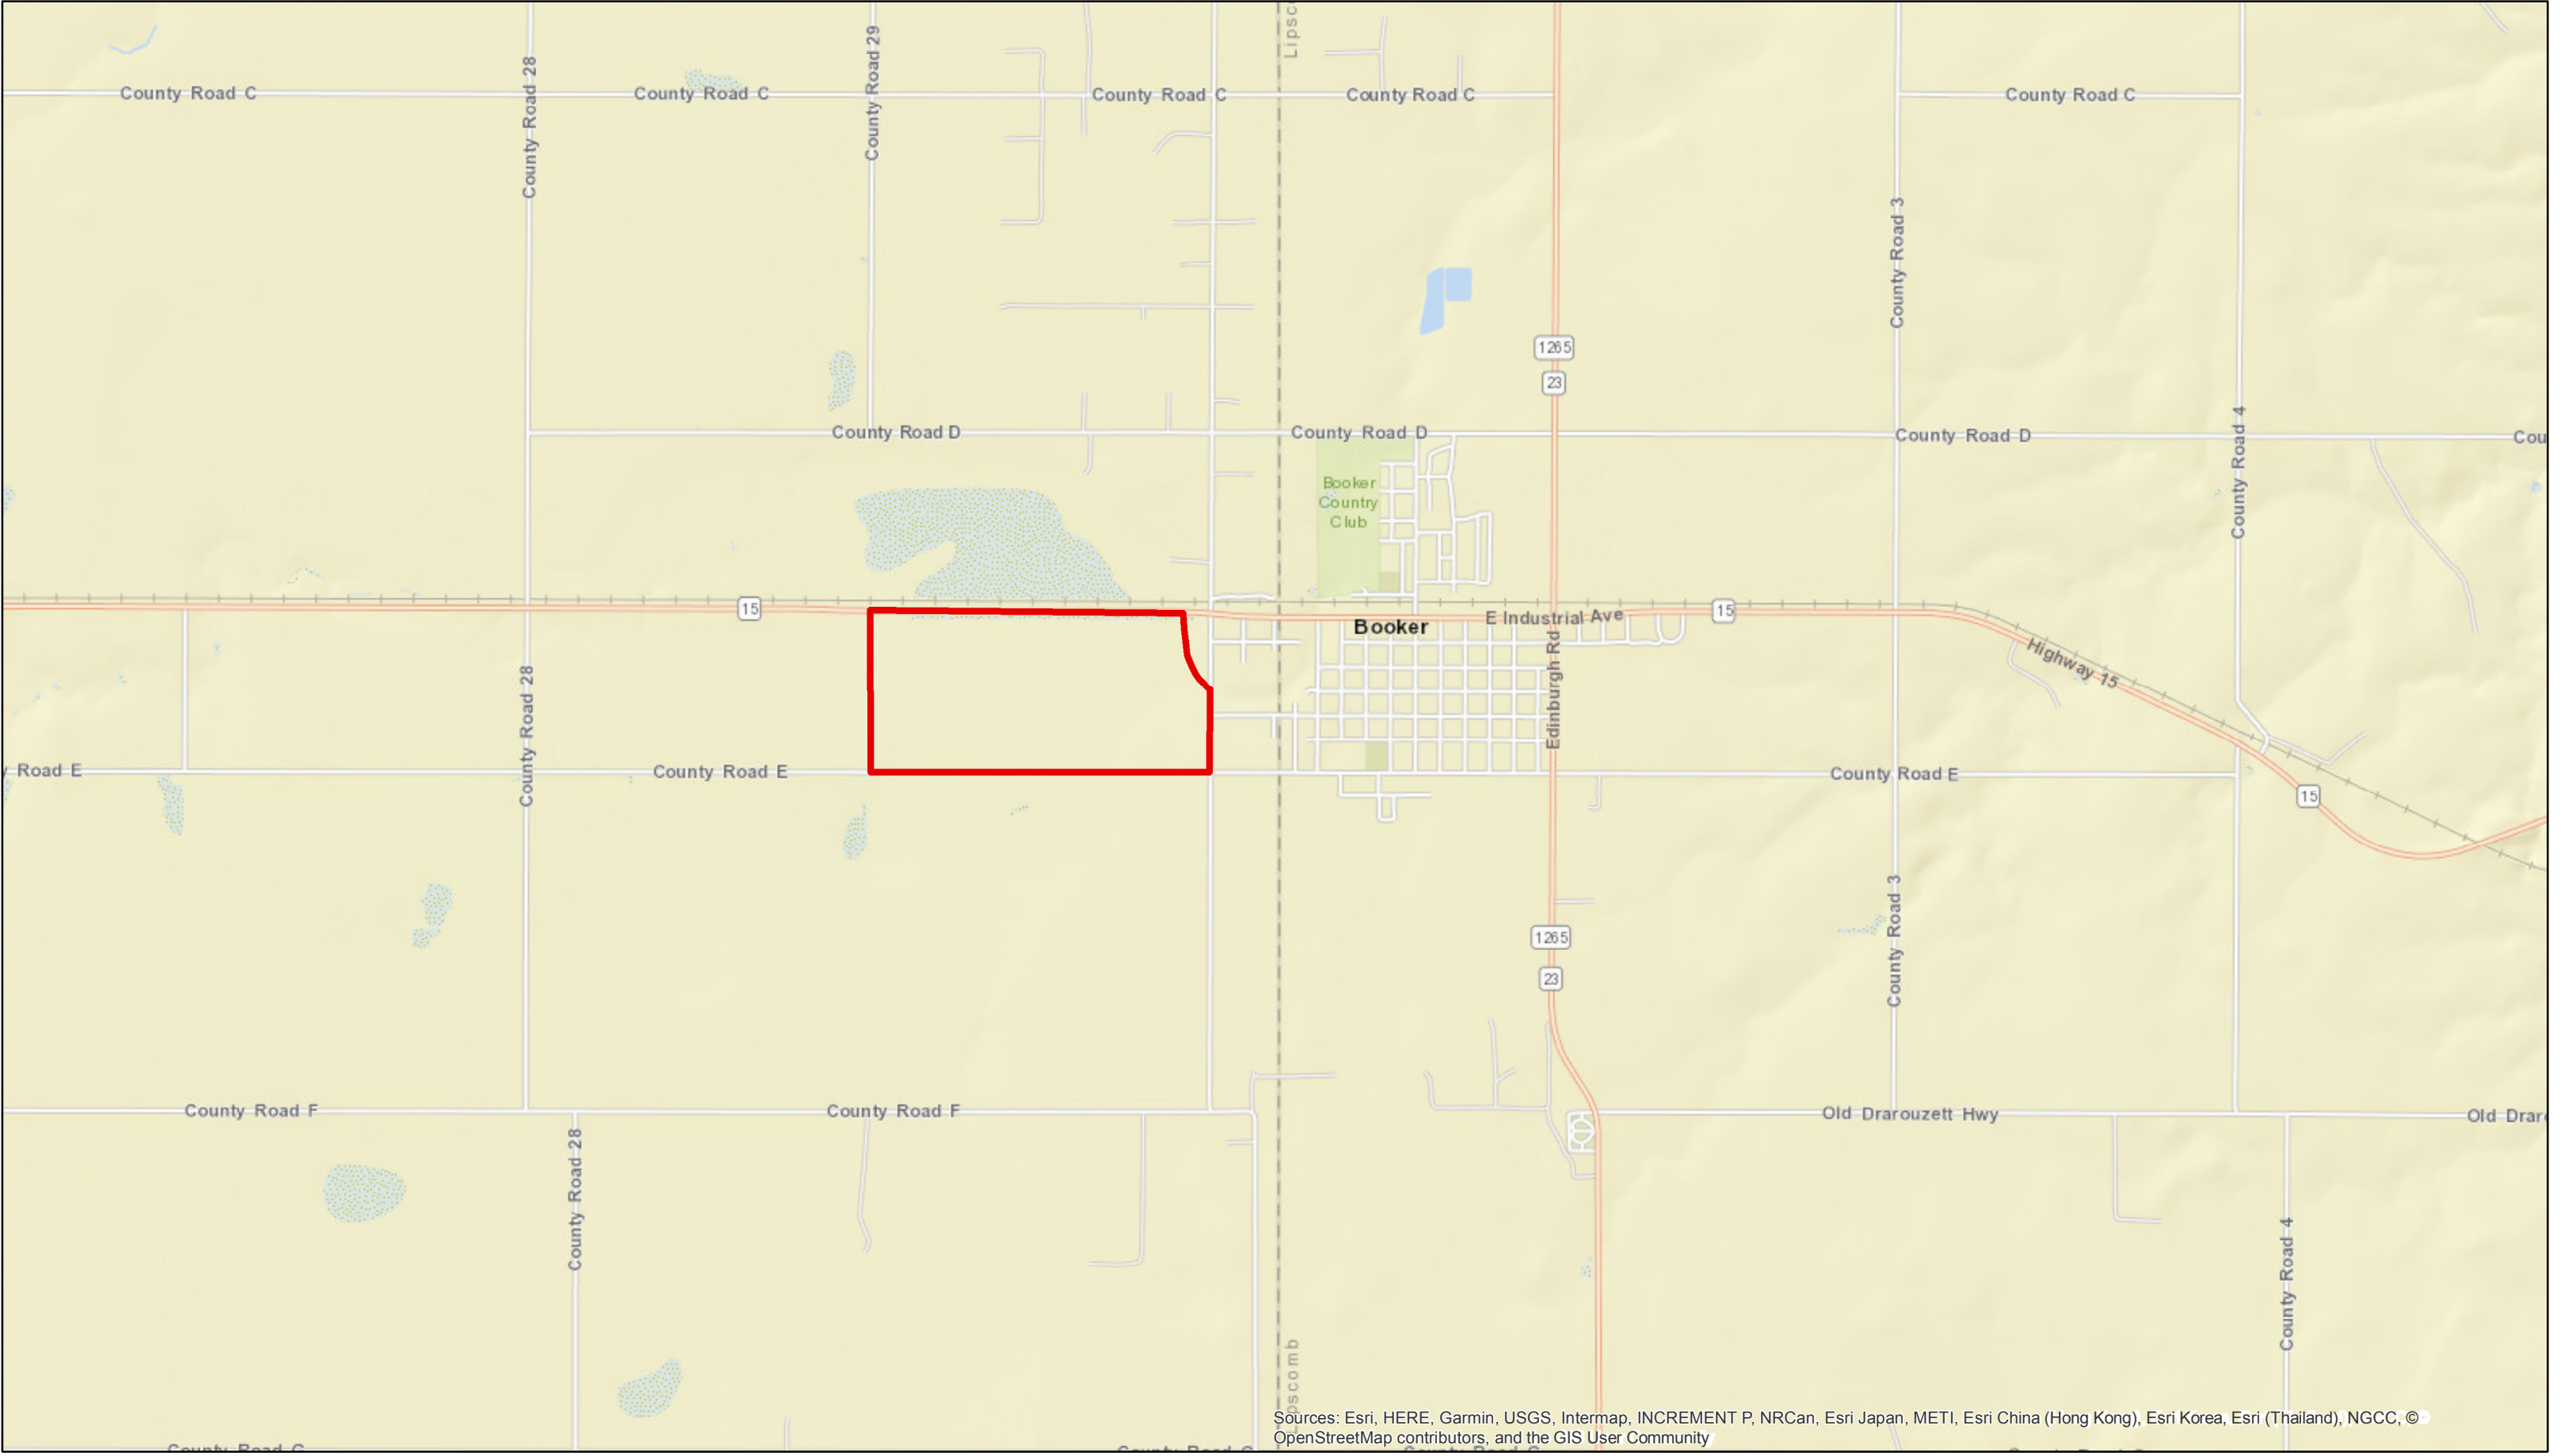 Lipsc
County Road 28
County Road 29
County Road C
County Road C
County Road C
County Road C
County Road C
County Road 3
1265
23
County Road D
County Road D
County Road D
Cou
County Road 4
Booker
Country
Club
15
E Industrial Ave
15
Booker
Edinburgh Rd
Highway 15
County Road 28
y Road E
County Road E
County Road E
15
1265
23
County Road 3
County Road F
County Road F
Old Drarouzett Hwy
Old Drar
County Road 28
County Road 4
Lipscomb
Sources: Esri, HERE, Garmin, USGS, Intermap, INCREMENT P, NRCan, Esri Japan, METI, Esri China (Hong Kong), Esri Korea, Esri (Thailand), NGCC, ©
OpenStreetMap contributors, and the GIS User Community